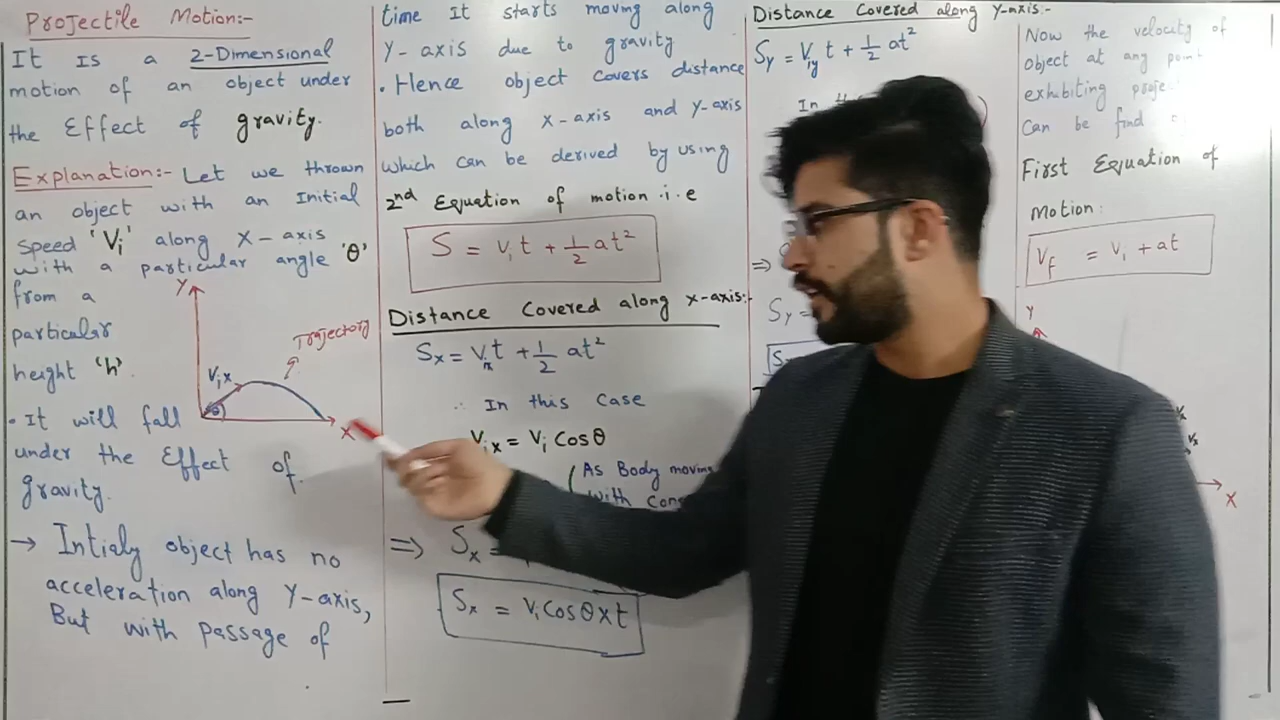 Projectile Motion:-
It Is a 2-Dimensional
motion of an object under
the Effect of gravity.
Explanation:- Let we thrown
an object with an Initial
Speed 'Vi' along X-axis
with a particular angle 'θ'
from a
particular
height 'h'.
Y
Trajectory
Vix
θ
X
• It will fall
under the Effect of
gravity.
→ Intialy object has no
acceleration along Y-axis,
But with passage of
time It starts moving along
Y-axis due to gravity
• Hence object covers distance
both along X-axis and Y-axis
which can be derived by using
2nd Equation of motion i.e
S = Vit + 1/2 at²
Distance Covered along X-axis:-
Sx = Vixt + 1/2 at²
∴ In this Case
Vix = Vi Cosθ
(As Body moving
with
⇒ Sx =
Sx = Vi Cosθ x t
Distance Covered along Y-axis:-
Sy = Viy t + 1/2 at²
In
⇒
Sy =
Now the velocity of
object at any point
exhibiting
Can be find
First Equation of
Motion:
Vf = Vi + at
Y
X